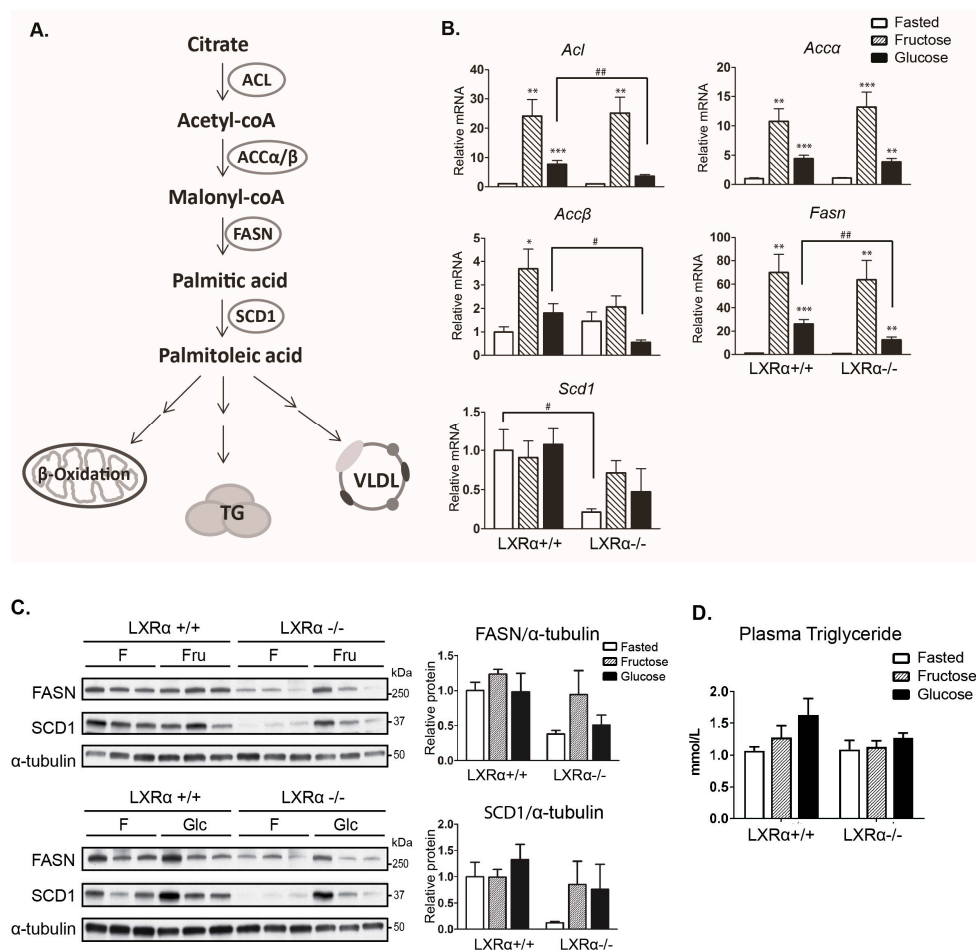 A.
Citrate
ACL
Acetyl-coA
ACCα/β
Malonyl-coA
FASN
Palmitic acid
SCD1
Palmitoleic acid
β-Oxidation
TG
VLDL
B.
Fasted
Fructose
Glucose
Acl
Relative mRNA
40
30
20
10
0
**
***
##
**
Accα
Relative mRNA
20
15
10
5
0
**
***
***
**
Accβ
Relative mRNA
5
4
3
2
1
0
*
#
Fasn
Relative mRNA
100
80
60
40
20
0
**
***
##
**
**
LXRα+/+ LXRα-/-
Scd1
Relative mRNA
1.5
1.0
0.5
0
#
LXRα+/+ LXRα-/-
C.
LXRα +/+ LXRα -/-
F Fru F Fru
kDa
FASN -250
SCD1 -37
α-tubulin -50
LXRα +/+ LXRα -/-
F Glc F Glc
kDa
FASN -250
SCD1 -37
α-tubulin -50
FASN/α-tubulin
Fasted
Fructose
Glucose
Relative protein
1.5
1.0
0.5
0.0
LXRα+/+ LXRα-/-
SCD1/α-tubulin
Relative protein
2.0
1.5
1.0
0.5
0.0
LXRα+/+ LXRα-/-
D.
Plasma Triglyceride
Fasted
Fructose
Glucose
mmol/L
2.0
1.5
1.0
0.5
0.0
LXRα+/+ LXRα-/-